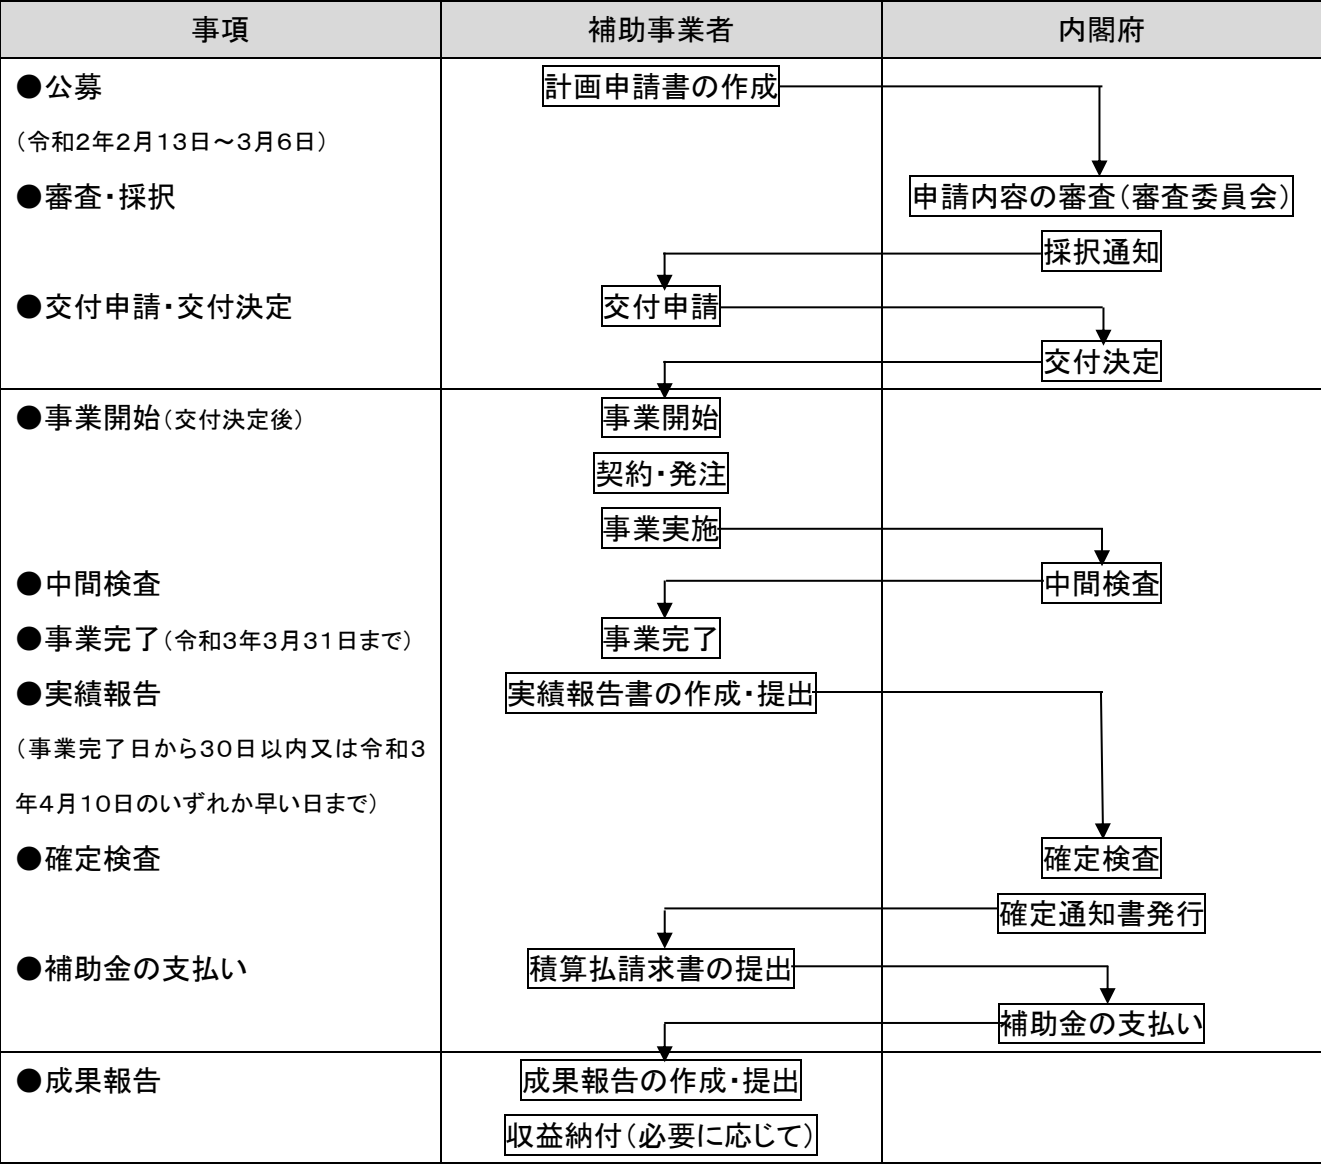 事項 補助事業者 内閣府
●公募 計画申請書の作成
（令和2年2月13日～3月6日）
●審査・採択 申請内容の審査（審査委員会）
採択通知
●交付申請・交付決定 交付申請
交付決定
●事業開始（交付決定後） 事業開始
契約・発注
事業実施
●中間検査 中間検査
●事業完了（令和3年3月31日まで） 事業完了
●実績報告 実績報告書の作成・提出
（事業完了日から30日以内又は令和3
年4月10日のいずれか早い日まで）
●確定検査 確定検査
確定通知書発行
●補助金の支払い 積算払請求書の提出
補助金の支払い
●成果報告 成果報告の作成・提出
収益納付（必要に応じて）